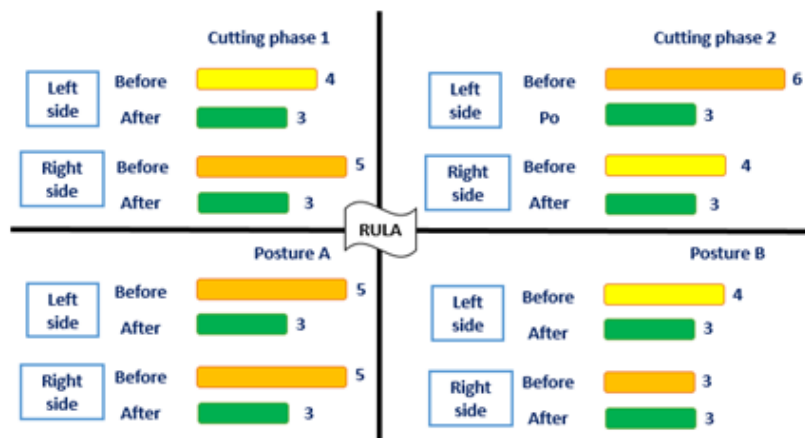 Cutting phase 1
Left side
Before 4
After 3
Right side
Before 5
After 3
Cutting phase 2
Left side
Before 6
Po 3
Right side
Before 4
After 3
RULA
Posture A
Left side
Before 5
After 3
Right side
Before 5
After 3
Posture B
Left side
Before 4
After 3
Right side
Before 3
After 3